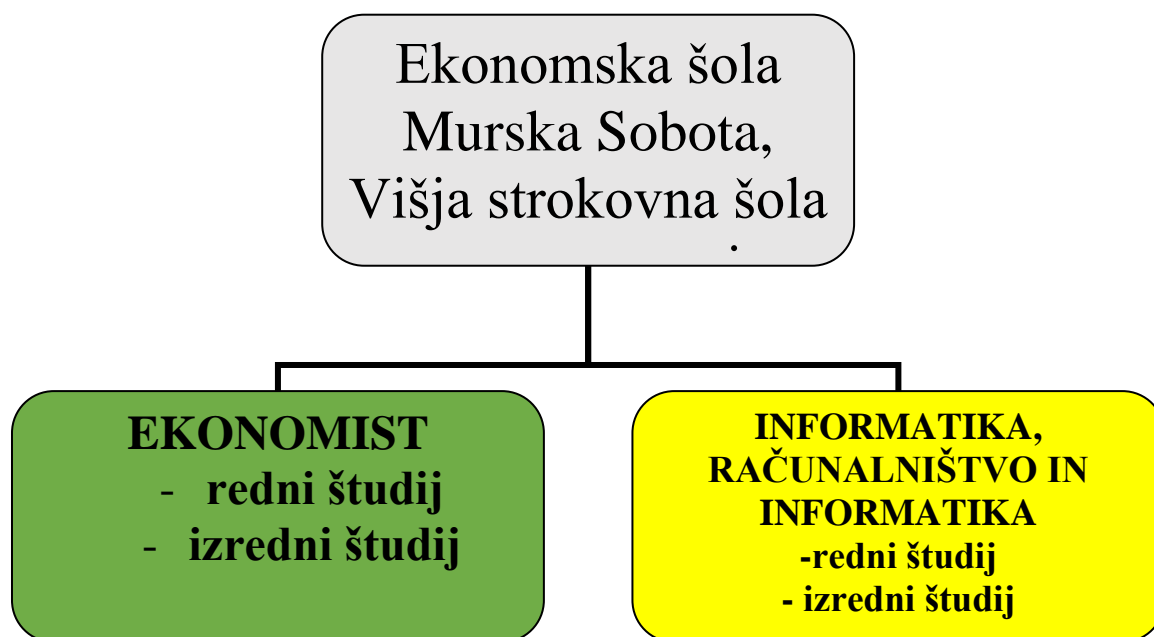 Ekonomska šola
Murska Sobota,
Višja strokovna šola
.
EKONOMIST
- redni študij
- izredni študij
INFORMATIKA,
RAČUNALNIŠTVO IN
INFORMATIKA
-redni študij
- izredni študij